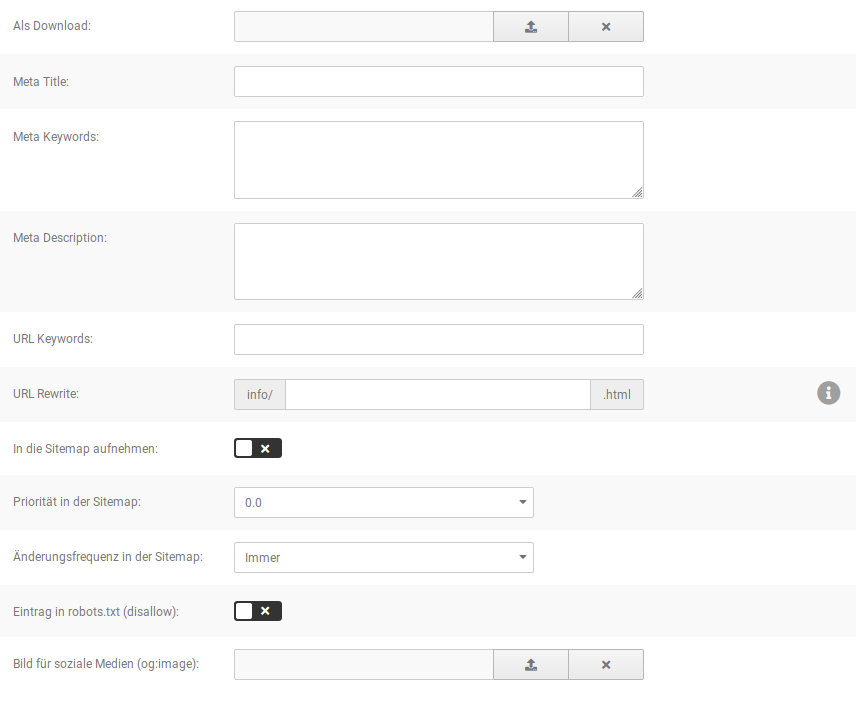 Als Download:
Meta Title:
Meta Keywords:
Meta Description:
URL Keywords:
URL Rewrite: info/ .html
In die Sitemap aufnehmen:
Priorität in der Sitemap: 0.0
Änderungsfrequenz in der Sitemap: Immer
Eintrag in robots.txt (disallow):
Bild für soziale Medien (og:image):